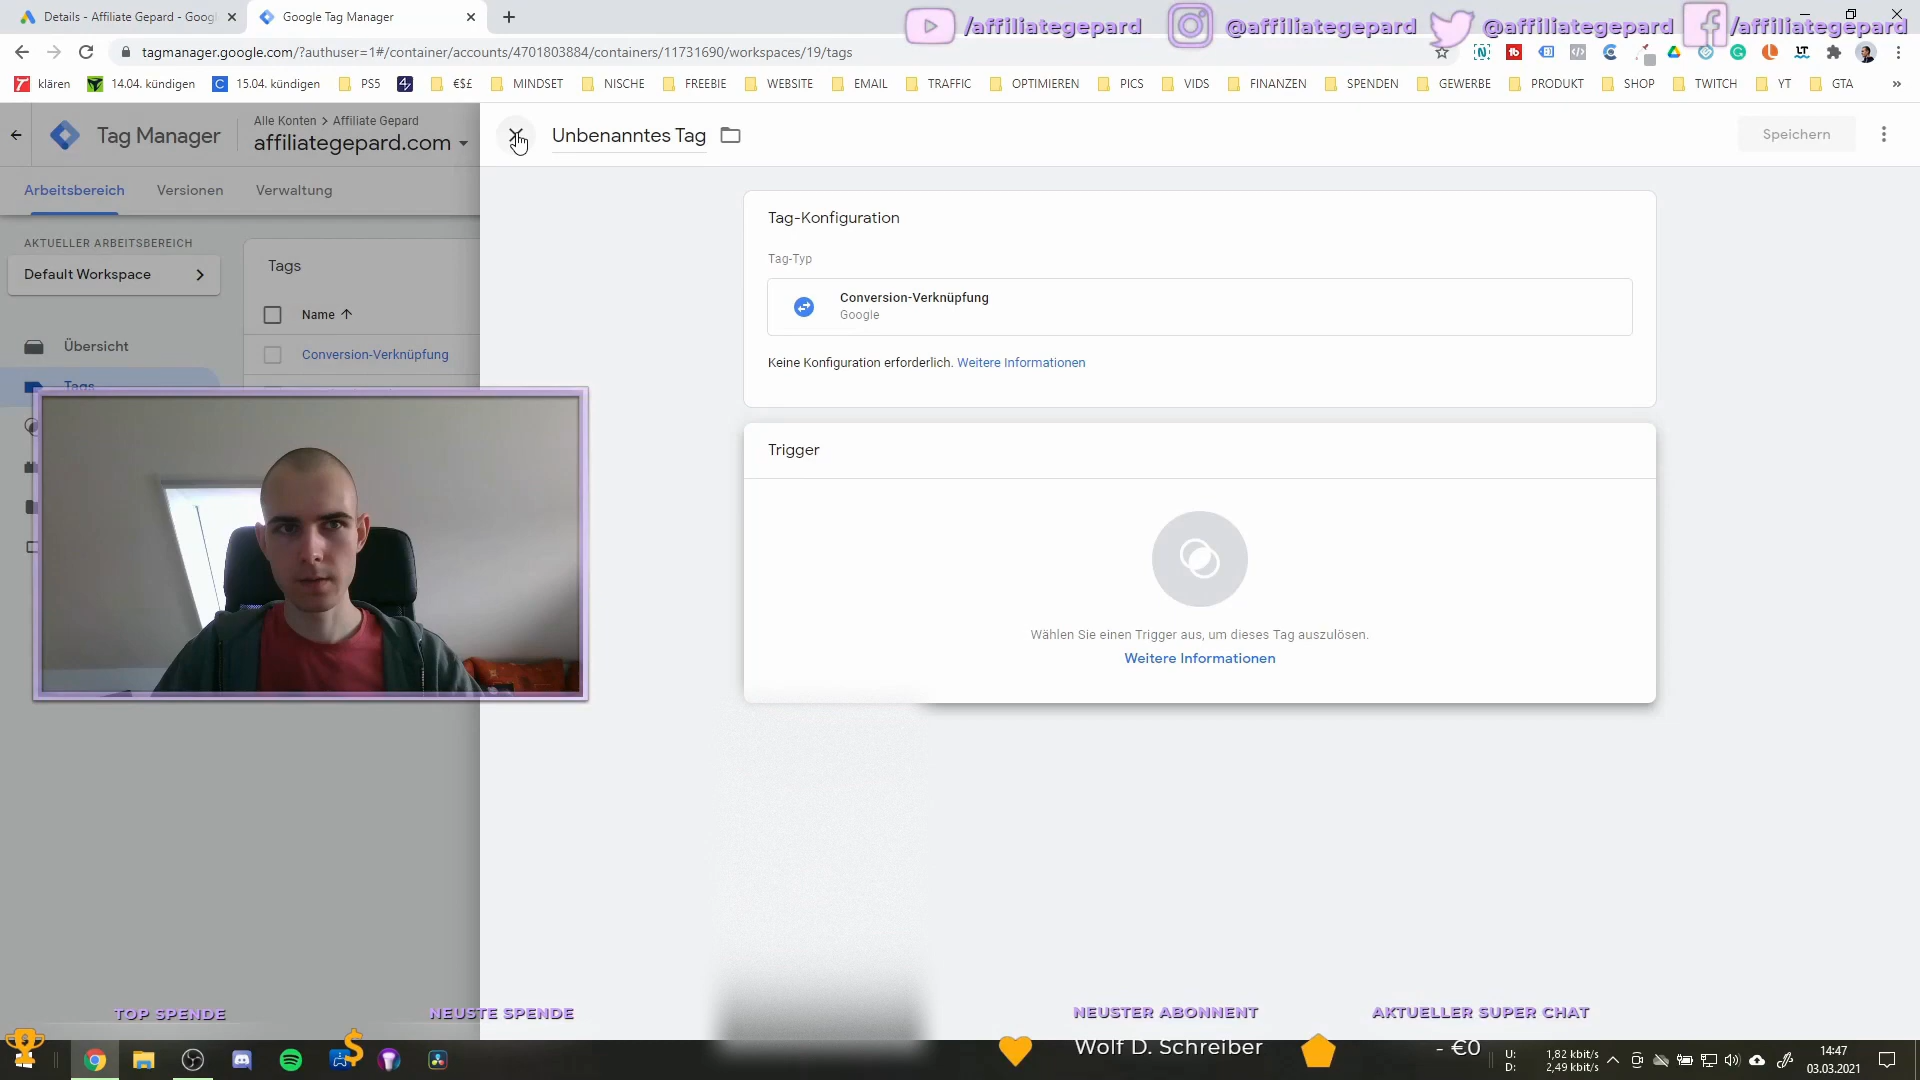 Details - Affiliate Gepard - Goog
Google Tag Manager
/affiliategepard
@affiliategepard
@affiliategepard
/affiliategepard
tagmanager.google.com/?authuser=1#/container/accounts/4701803884/containers/11731690/workspaces/19/tags
klären
14.04. kündigen
15.04. kündigen
PS5
€$£
MINDSET
NISCHE
FREEBIE
WEBSITE
EMAIL
TRAFFIC
OPTIMIEREN
PICS
VIDS
FINANZEN
SPENDEN
GEWERBE
PRODUKT
SHOP
TWITCH
YT
GTA
»
Tag Manager
Alle Konten > Affiliate Gepard
affiliategepard.com
Unbenanntes Tag
Speichern
Arbeitsbereich
Versionen
Verwaltung
AKTUELLER ARBEITSBEREICH
Default Workspace
Übersicht
Tags
Tags
Name
Conversion-Verknüpfung
Tag-Konfiguration
Tag-Typ
Conversion-Verknüpfung
Google
Keine Konfiguration erforderlich. Weitere Informationen
Trigger
Wählen Sie einen Trigger aus, um dieses Tag auszulösen.
Weitere Informationen
TOP SPENDE
NEUSTE SPENDE
NEUSTER ABONNENT
AKTUELLER SUPER CHAT
Wolf D. Schreiber
- €0
U: 1,82 kbit/s
D: 2,49 kbit/s
14:47
03.03.2021